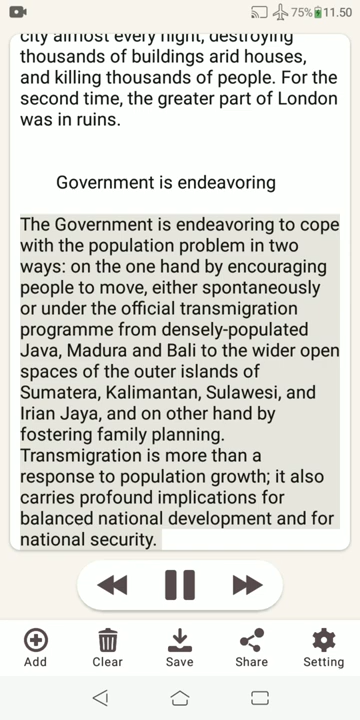 75% 11.50
city almost every night, destroying
thousands of buildings arid houses,
and killing thousands of people. For the
second time, the greater part of London
was in ruins.
Government is endeavoring
The Government is endeavoring to cope
with the population problem in two
ways: on the one hand by encouraging
people to move, either spontaneously
or under the official transmigration
programme from densely-populated
Java, Madura and Bali to the wider open
spaces of the outer islands of
Sumatera, Kalimantan, Sulawesi, and
Irian Jaya, and on other hand by
fostering family planning.
Transmigration is more than a
response to population growth; it also
carries profound implications for
balanced national development and for
national security.
Add Clear Save Share Setting